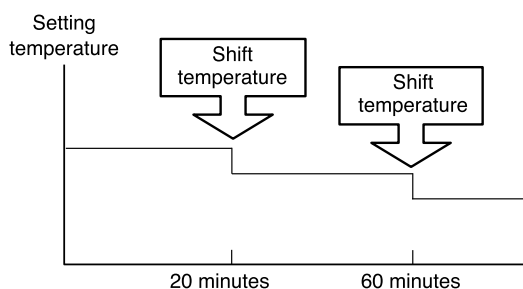 Setting
temperature
Shift
temperature
Shift
temperature
20 minutes
60 minutes